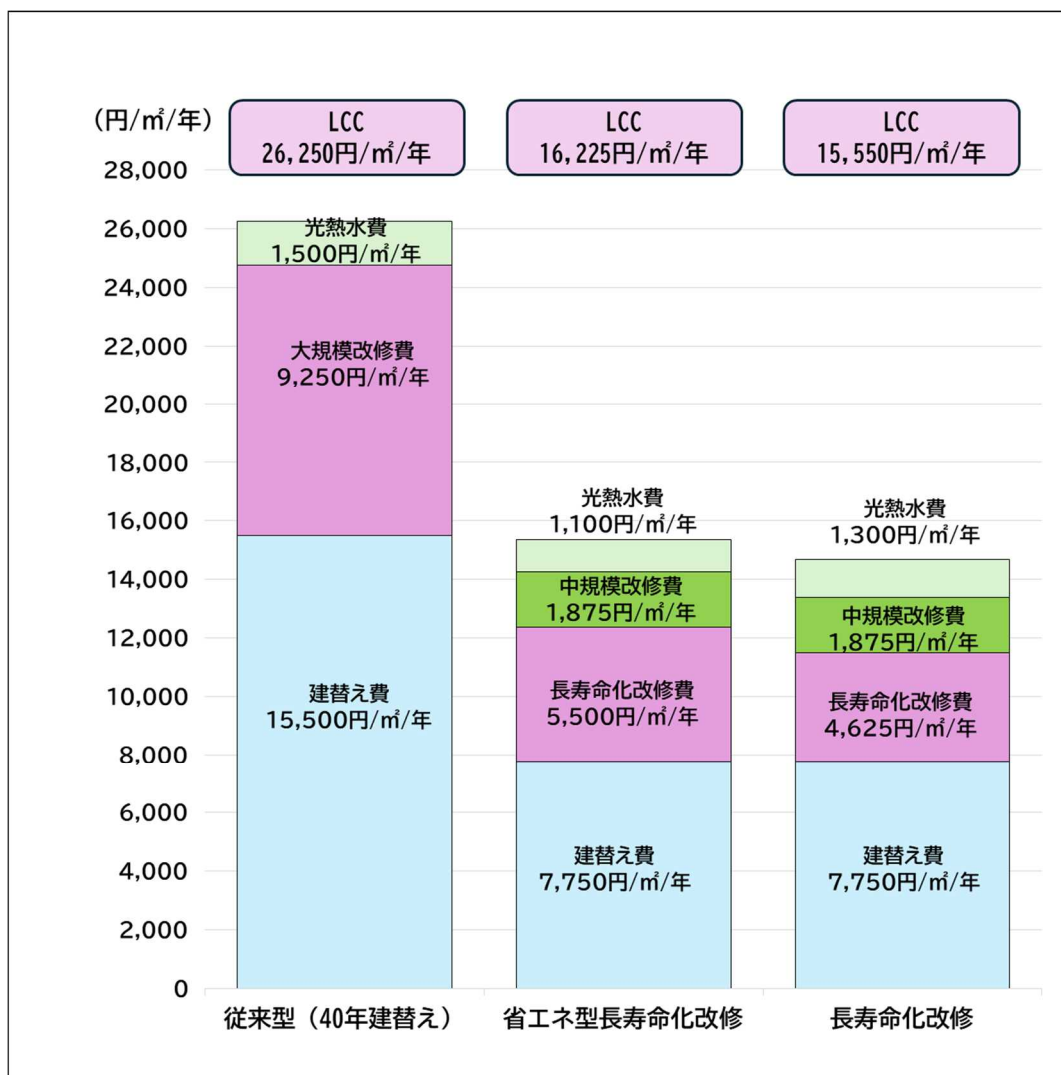 (円/㎡/年)
LCC
26,250円/㎡/年
LCC
16,225円/㎡/年
LCC
15,550円/㎡/年
28,000
26,000
24,000
22,000
20,000
18,000
16,000
14,000
12,000
10,000
8,000
6,000
4,000
2,000
0
光熱水費
1,500円/㎡/年
大規模改修費
9,250円/㎡/年
建替え費
15,500円/㎡/年
光熱水費
1,100円/㎡/年
中規模改修費
1,875円/㎡/年
長寿命化改修費
5,500円/㎡/年
建替え費
7,750円/㎡/年
光熱水費
1,300円/㎡/年
中規模改修費
1,875円/㎡/年
長寿命化改修費
4,625円/㎡/年
建替え費
7,750円/㎡/年
従来型（40年建替え）
省エネ型長寿命化改修
長寿命化改修